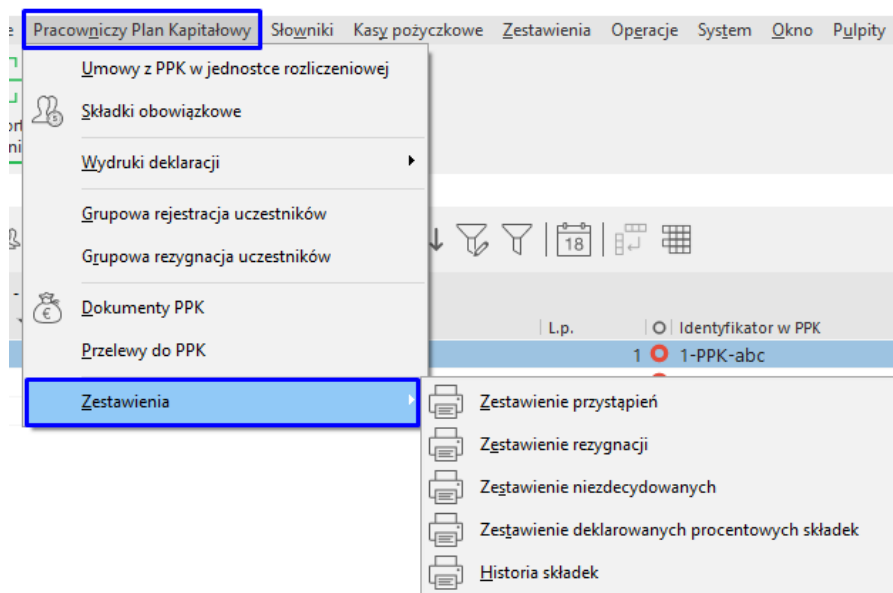 Pracowniczy Plan Kapitałowy Słowniki Kasy pożyczkowe Zestawienia Operacje System Okno Pulpity
Umowy z PPK w jednostce rozliczeniowej
Składki obowiązkowe
Wydruki deklaracji
Grupowa rejestracja uczestników
Grupowa rezygnacja uczestników
18
Dokumenty PPK
L.p. Identyfikator w PPK
Przelewy do PPK
1 1-PPK-abc
Zestawienia
Zestawienie przystąpień
Zestawienie rezygnacji
Zestawienie niezdecydowanych
Zestawienie deklarowanych procentowych składek
Historia składek